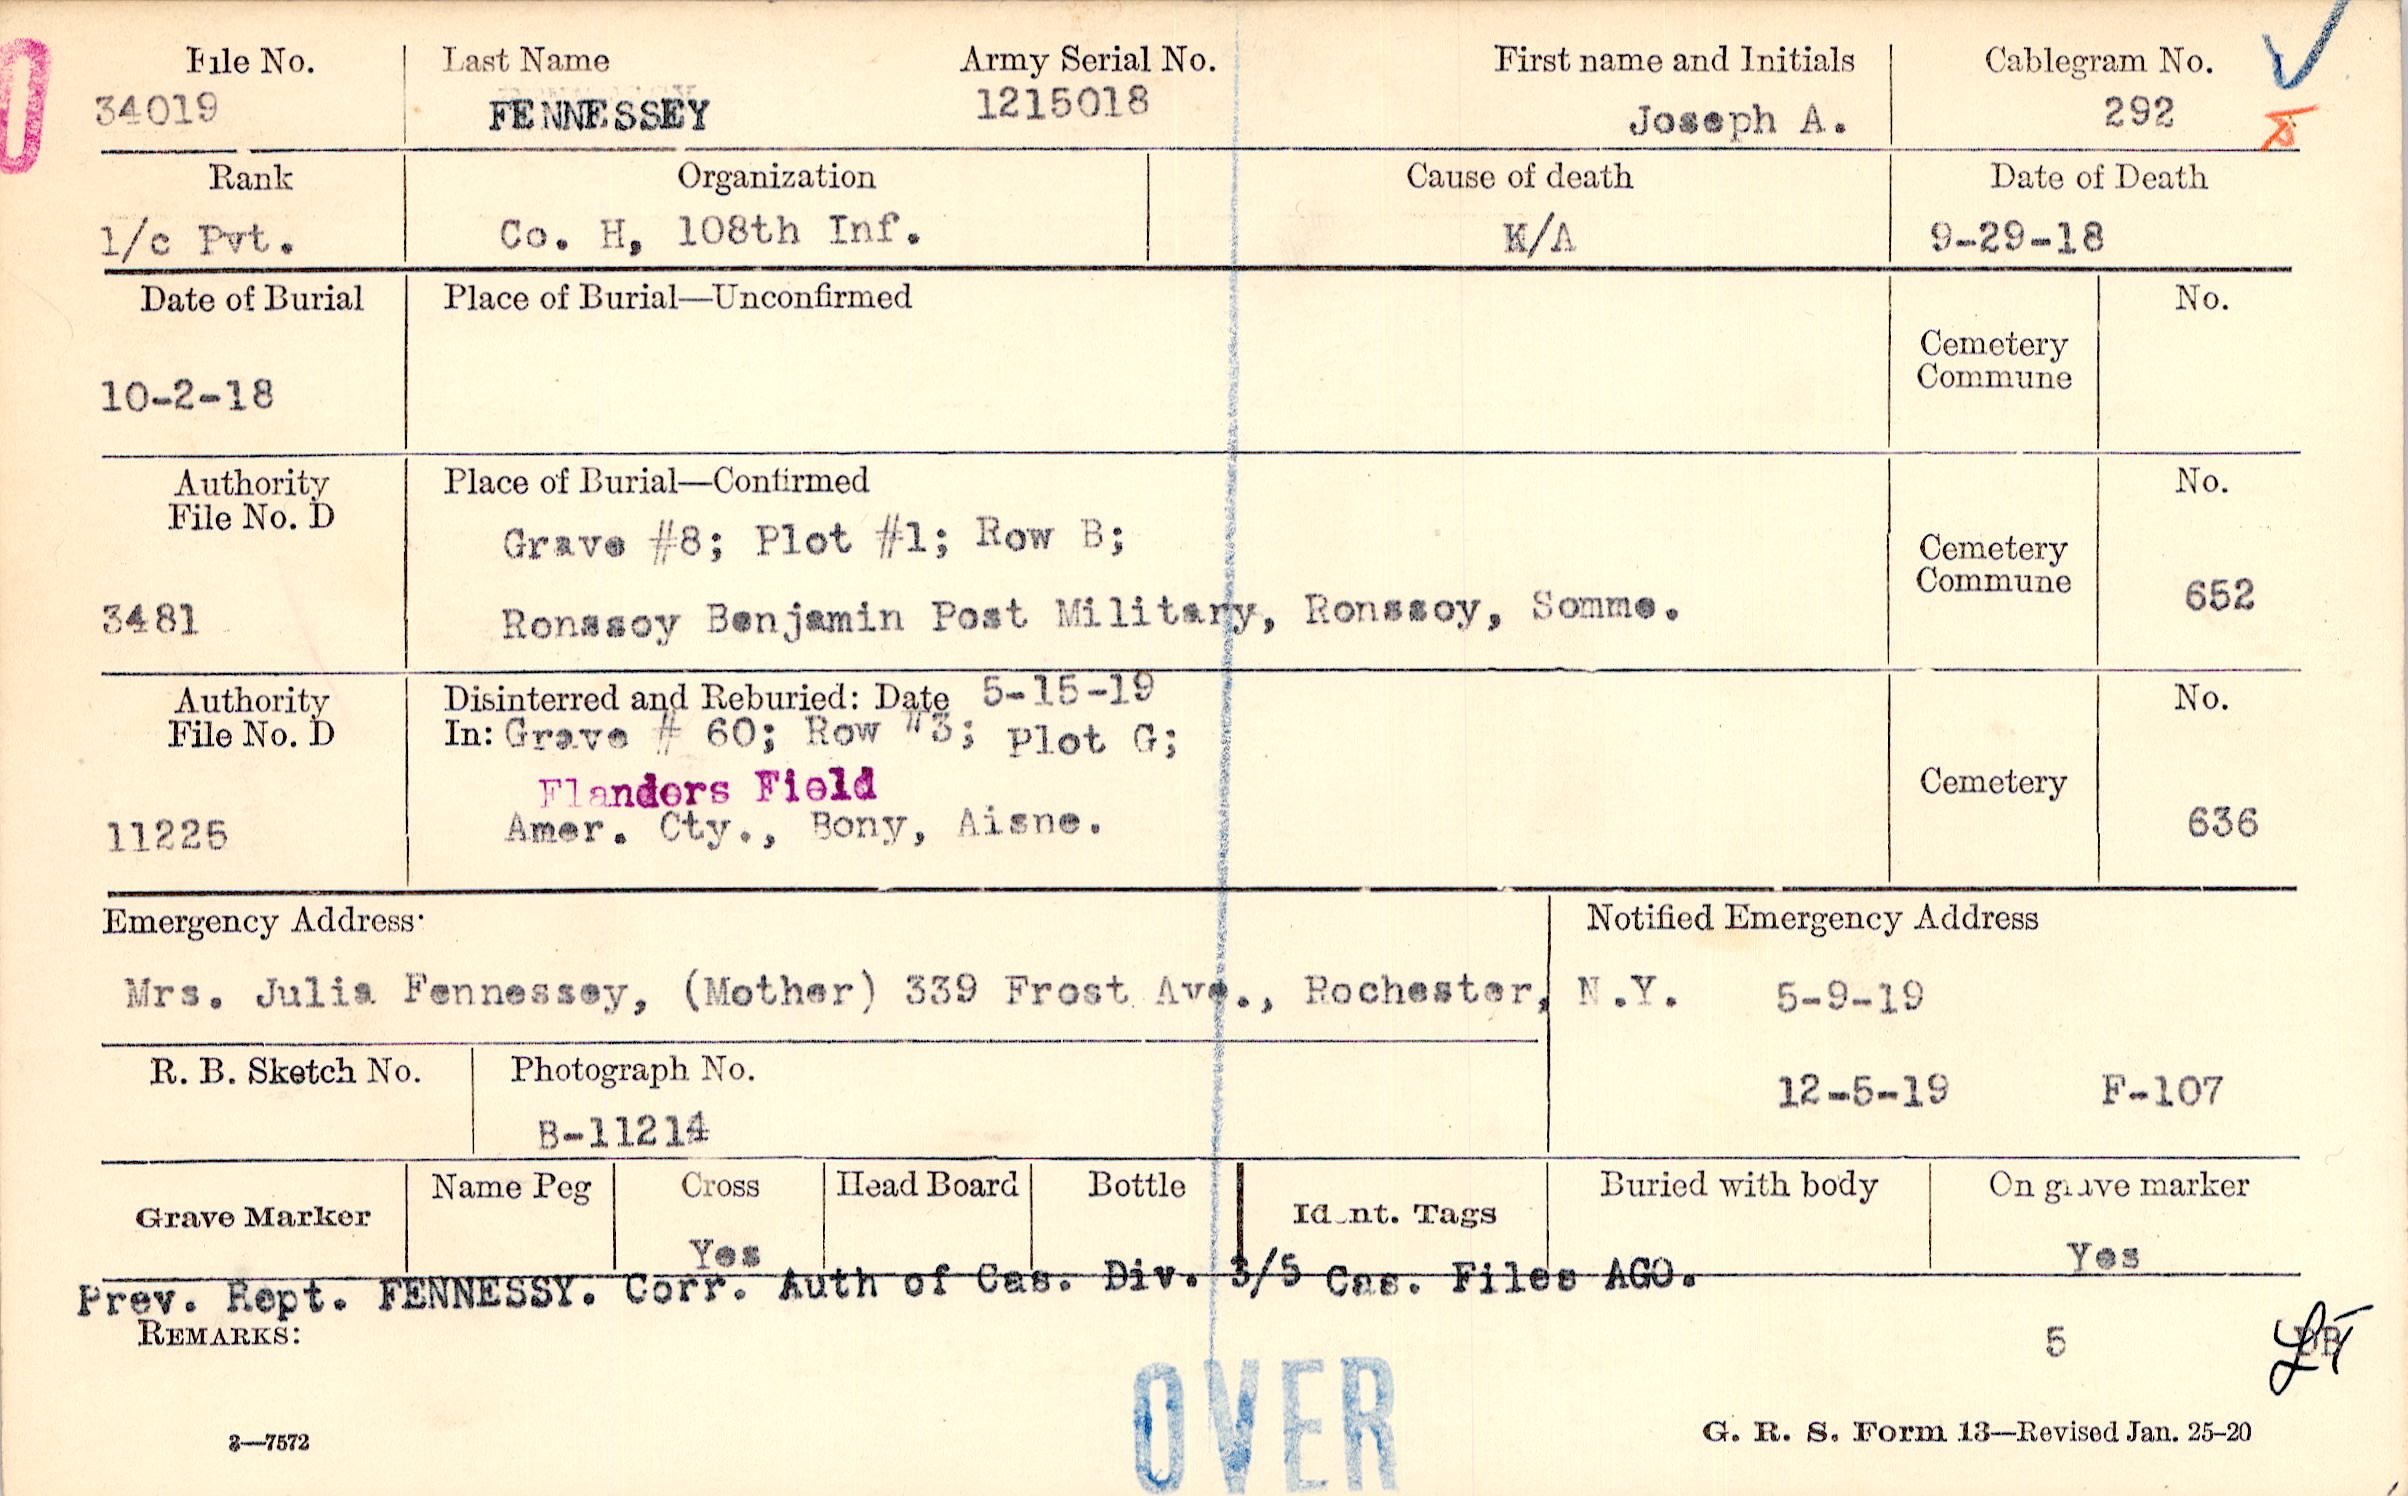 File No. Last Name Army Serial No. First name and Initials Cablegram No.
34019 FENNESSEY 1215018 Joseph A. 292
Rank Organization Cause of death Date of Death
1/c Pvt. Co. H, 108th Inf. K/A 9-29-18
Date of Burial Place of Burial—Unconfirmed No.
Cemetery
Commune
10-2-18
Authority Place of Burial—Confirmed No.
File No. D
Grave #8; Plot #1; Row B;
Cemetery
Commune
3481 Ronssoy Benjamin Post Military, Ronssoy, Somme. 652
Authority Disinterred and Reburied: Date 5-15-19 No.
File No. D In: Grave # 60; Row #3; Plot G;
Flanders Field Cemetery
11225 Amer. Cty., Bony, Aisne. 636
Emergency Address: Notified Emergency Address
Mrs. Julia Fennessey, (Mother) 339 Frost Ave., Rochester, N.Y. 5-9-19
R. B. Sketch No. Photograph No.
12-5-19 F-107
B-11214
Grave Marker Name Peg Cross Head Board Bottle Ident. Tags Buried with body On grave marker
Yes Yes
Prev. Rept. FENNESSY. Corr. Auth of Cas. Div. 3/5 Cas. Files AGO.
REMARKS: 5
OVER
3—7572 G. R. S. Form 13—Revised Jan. 25-20